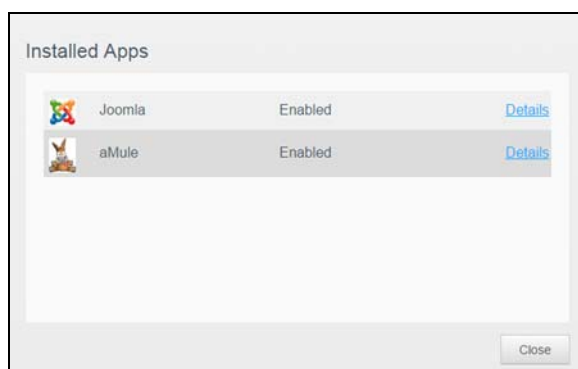 Installed Apps
Joomla Enabled Details
aMule Enabled Details
Close